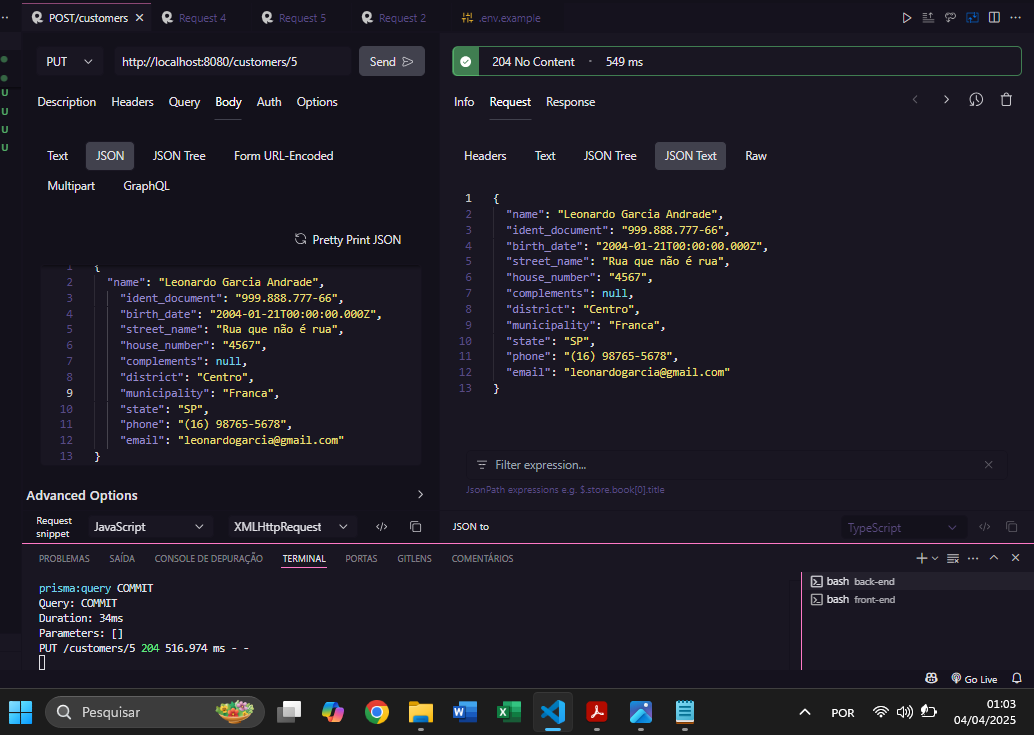 POST/customers
Request 4
Request 5
Request 2
.env.example
PUT
http://localhost:8080/customers/5
Send
204 No Content · 549 ms
Description Headers Query Body Auth Options
Info Request Response
Text JSON JSON Tree Form URL-Encoded
Multipart GraphQL
Headers Text JSON Tree JSON Text Raw
Pretty Print JSON
1 {
2 "name": "Leonardo Garcia Andrade",
3 "ident_document": "999.888.777-66",
4 "birth_date": "2004-01-21T00:00:00.000Z",
5 "street_name": "Rua que não é rua",
6 "house_number": "4567",
7 "complements": null,
8 "district": "Centro",
9 "municipality": "Franca",
10 "state": "SP",
11 "phone": "(16) 98765-5678",
12 "email": "leonardogarcia@gmail.com"
13 }
1 {
2 "name": "Leonardo Garcia Andrade",
3 "ident_document": "999.888.777-66",
4 "birth_date": "2004-01-21T00:00:00.000Z",
5 "street_name": "Rua que não é rua",
6 "house_number": "4567",
7 "complements": null,
8 "district": "Centro",
9 "municipality": "Franca",
10 "state": "SP",
11 "phone": "(16) 98765-5678",
12 "email": "leonardogarcia@gmail.com"
13 }
Filter expression...
JsonPath expressions e.g. $.store.book[0].title
Advanced Options
Request
snippet
JavaScript
XMLHttpRequest
JSON to
TypeScript
U
U
U
U
PROBLEMAS SAÍDA CONSOLE DE DEPURAÇÃO TERMINAL PORTAS GITLENS COMENTÁRIOS
prisma:query COMMIT
Query: COMMIT
Duration: 34ms
Parameters: []
PUT /customers/5 204 516.974 ms - -
bash back-end
bash front-end
Go Live
Pesquisar
POR
01:03
04/04/2025